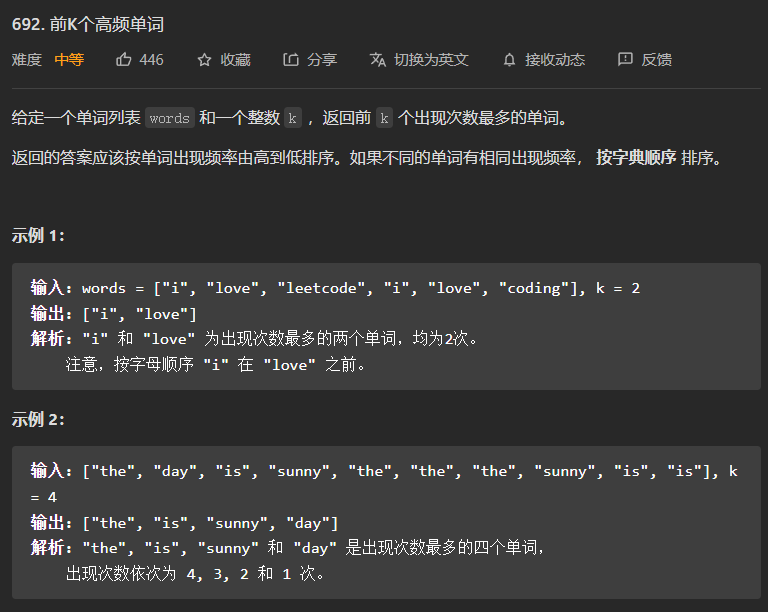 692. 前K个高频单词
难度 中等 446 收藏 分享 切换为英文 接收动态 反馈
给定一个单词列表 words 和一个整数 k ，返回前 k 个出现次数最多的单词。
返回的答案应该按单词出现频率由高到低排序。如果不同的单词有相同出现频率， 按字典顺序 排序。
示例 1：
输入：words = ["i", "love", "leetcode", "i", "love", "coding"], k = 2
输出：["i", "love"]
解析："i" 和 "love" 为出现次数最多的两个单词，均为2次。
注意，按字母顺序 "i" 在 "love" 之前。
示例 2：
输入：["the", "day", "is", "sunny", "the", "the", "the", "sunny", "is", "is"], k
= 4
输出：["the", "is", "sunny", "day"]
解析："the", "is", "sunny" 和 "day" 是出现次数最多的四个单词，
出现次数依次为 4, 3, 2 和 1 次。